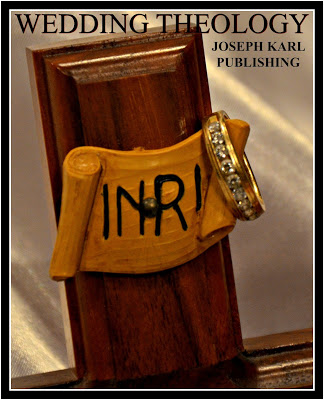 WEDDING THEOLOGY
JOSEPH KARL
PUBLISHING
INRI